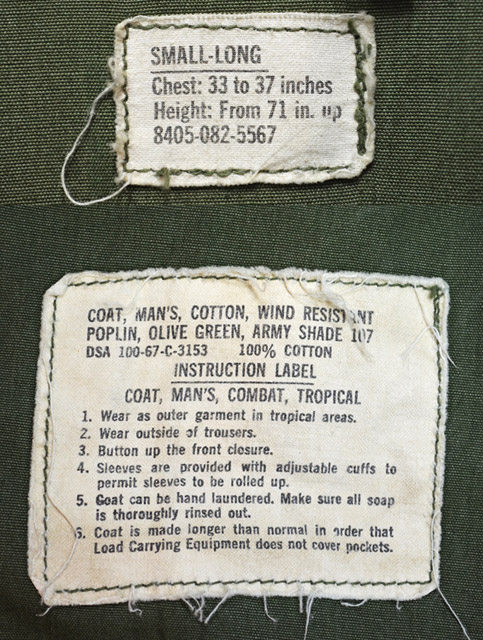 SMALL-LONG
Chest: 33 to 37 inches
Height: From 71 in. up
8405-082-5567
COAT, MAN'S, COTTON, WIND RESISTANT
POPLIN, OLIVE GREEN, ARMY SHADE 107
DSA 100-67-C-3153 100% COTTON
INSTRUCTION LABEL
COAT, MAN'S, COMBAT, TROPICAL
1. Wear as outer garment in tropical areas.
2. Wear outside of trousers.
3. Button up the front closure.
4. Sleeves are provided with adjustable cuffs to
permit sleeves to be rolled up.
5. Coat can be hand laundered. Make sure all soap
is thoroughly rinsed out.
6. Coat is made longer than normal in order that
Load Carrying Equipment does not cover pockets.